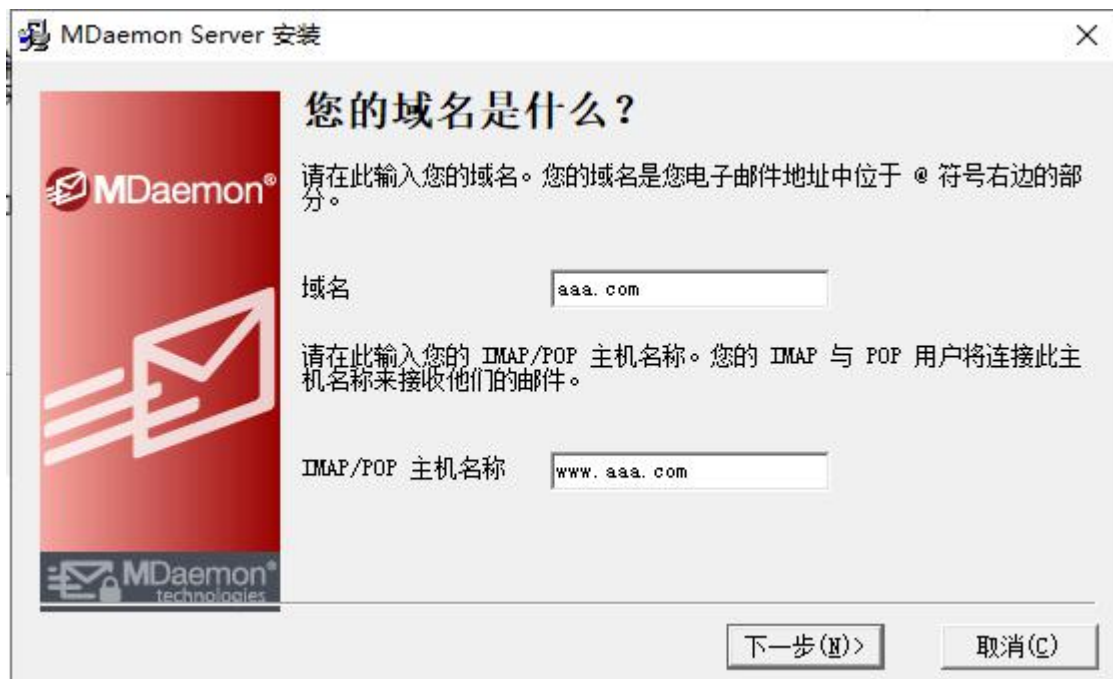 MDaemon Server 安装
您的域名是什么？
MDaemon®
请在此输入您的域名。您的域名是您电子邮件地址中位于 @ 符号右边的部
分。
域名
aaa.com
请在此输入您的 IMAP/POP 主机名称。您的 IMAP 与 POP 用户将连接此主
机名称来接收他们的邮件。
IMAP/POP 主机名称
www.aaa.com
MDaemon®
technologies
下一步(N)>
取消(C)